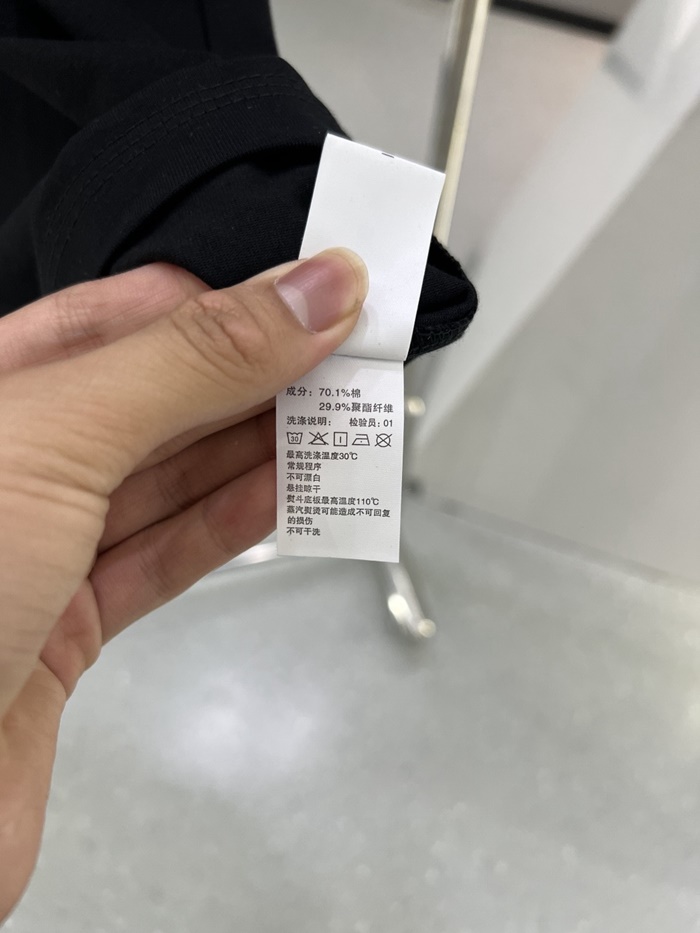 成分：70.1%棉
29.9%聚酯纤维
洗涤说明：  检验员：01
30
最高洗涤温度30℃
常规程序
不可漂白
悬挂晾干
熨斗底板最高温度110℃
蒸汽熨烫可能造成不可回复
的损伤
不可干洗